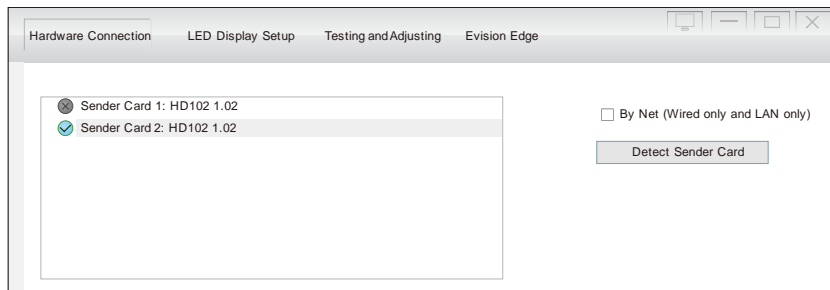 Hardware Connection LED Display Setup Testing and Adjusting Evision Edge
Sender Card 1: HD102 1.02
Sender Card 2: HD102 1.02
By Net (Wired only and LAN only)
Detect Sender Card